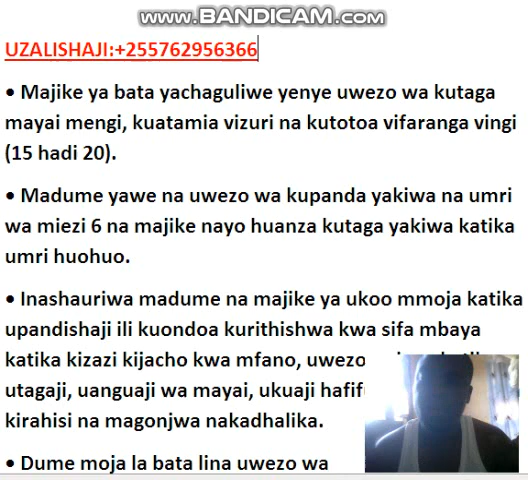 WWW.BANDICAM.COM
UZALISHAJI:+255762956366
• Majike ya bata yachaguliwe yenye uwezo wa kutaga
mayai mengi, kuatamia vizuri na kutotoa vifaranga vingi
(15 hadi 20).
• Madume yawe na uwezo wa kupanda yakiwa na umri
wa miezi 6 na majike nayo huanza kutaga yakiwa katika
umri huohuo.
• Inashauriwa madume na majike ya ukoo mmoja katika
upandishaji ili kuondoa kurithishwa kwa sifa mbaya
katika kizazi kijacho kwa mfano, uwezo
utagaji, uanguaji wa mayai, ukuaji
kirahisi na magonjwa nakadhalika.
• Dume moja la bata lina uwezo wa